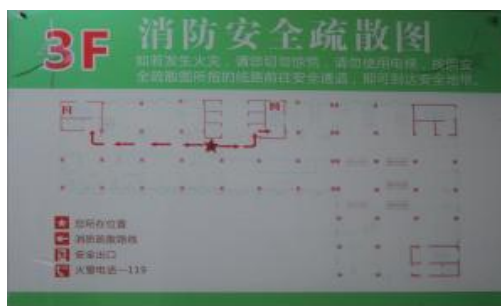 3F 消防安全疏散图
如若发生火灾，请您切勿惊慌，请勿使用电梯，按照安
全疏散图所指的线路前往安全通道，即可到达安全地带。
您所在位置
消防疏散路线
安全出口
火警电话—119